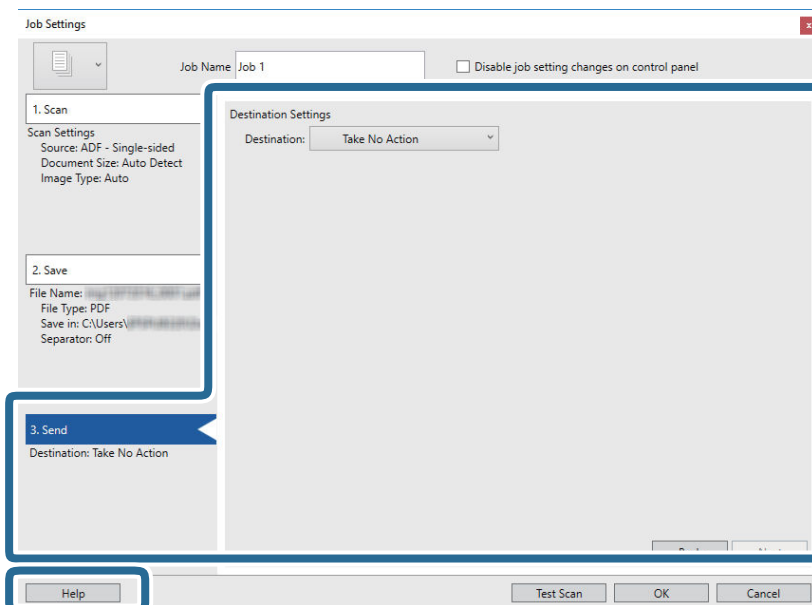 Job Settings
x
Job Name Job 1
Disable job setting changes on control panel
1. Scan
Scan Settings
Source: ADF - Single-sided
Document Size: Auto Detect
Image Type: Auto
2. Save
File Name:
File Type: PDF
Save in: C:\Users\
Separator: Off
3. Send
Destination: Take No Action
Destination Settings
Destination: Take No Action
Help
Test Scan
OK
Cancel